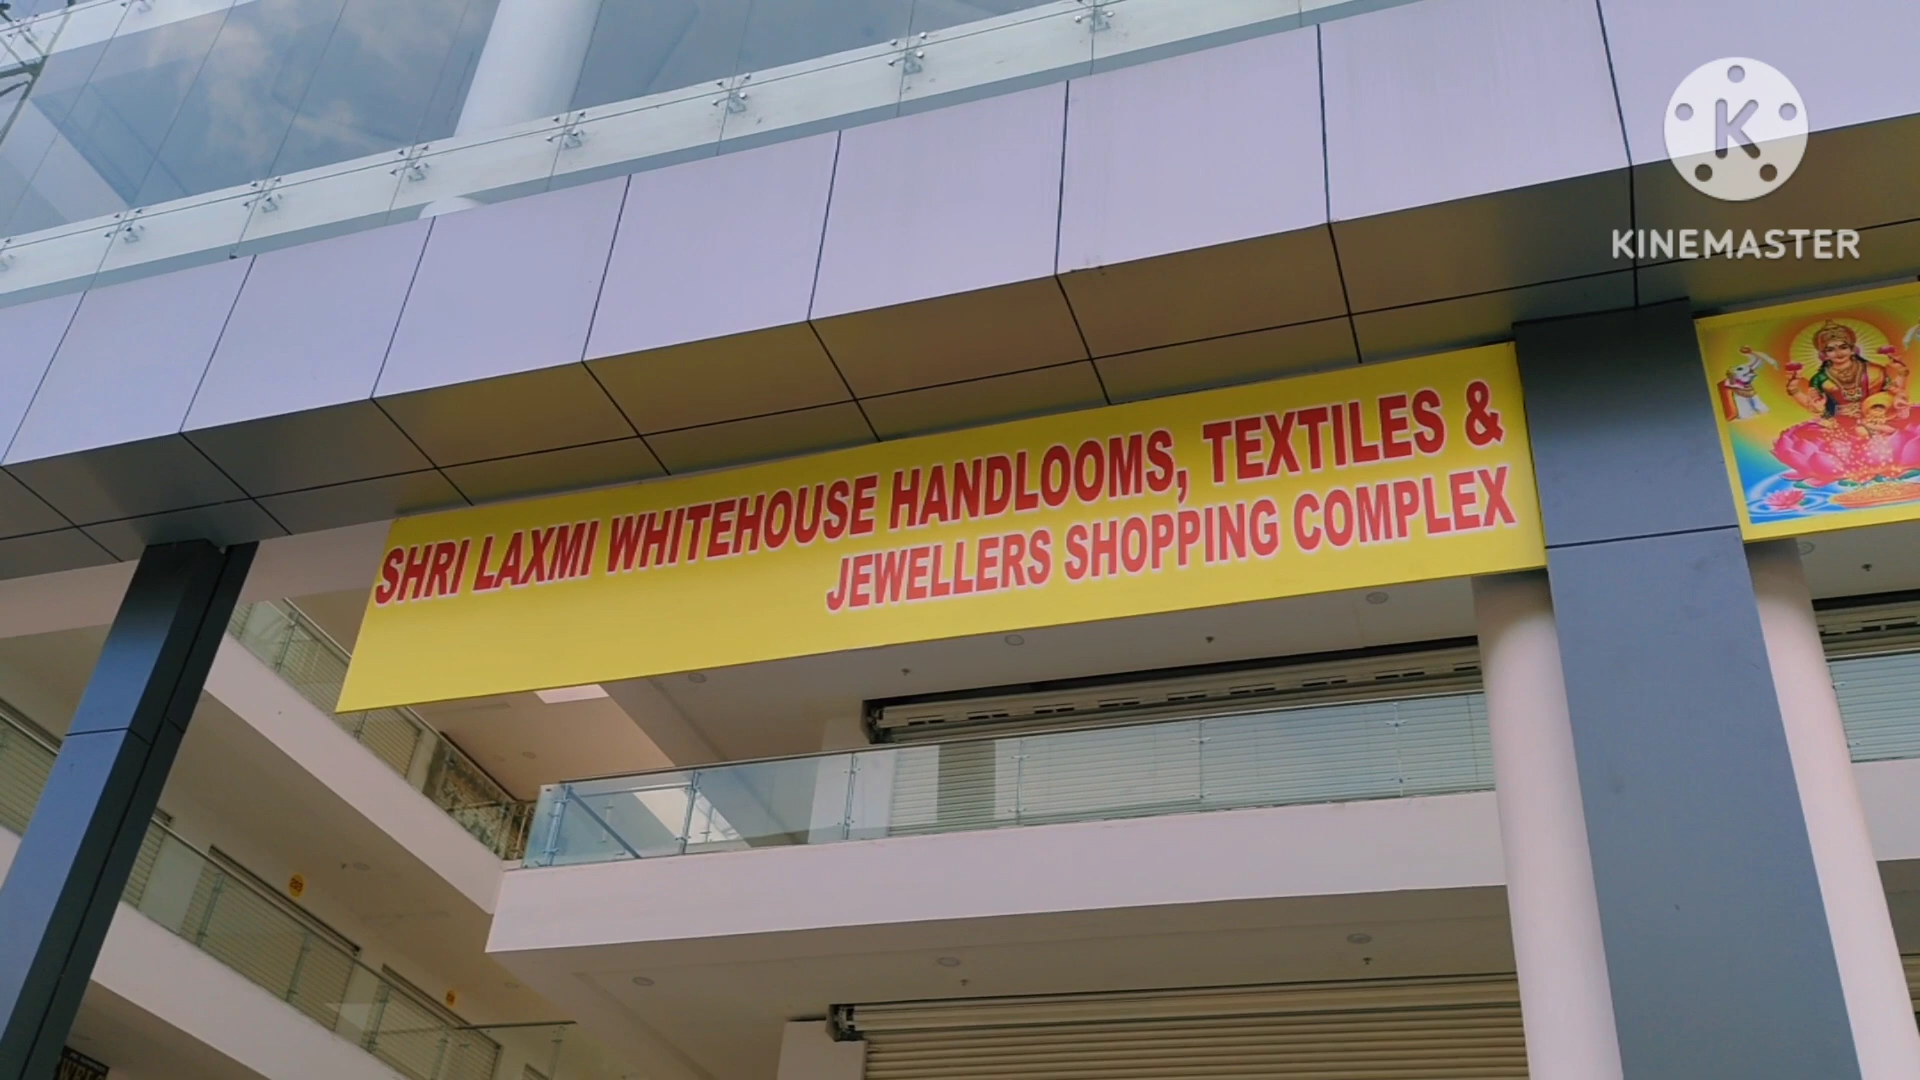 K
KINEMASTER
SHRI LAXMI WHITEHOUSE HANDLOOMS, TEXTILES &
JEWELLERS SHOPPING COMPLEX